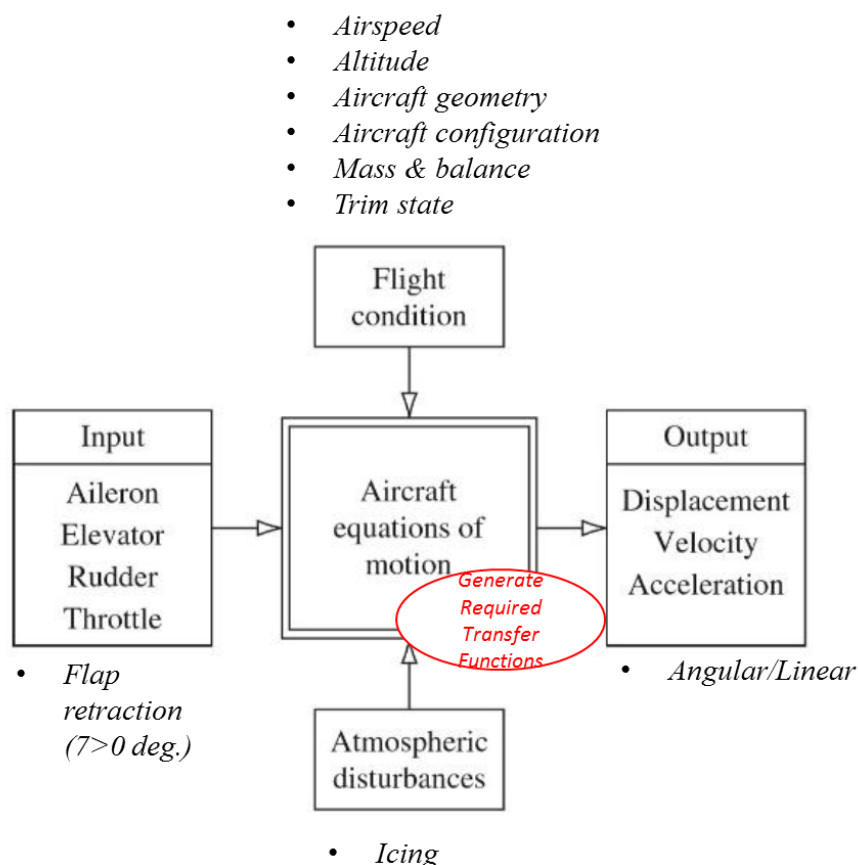 • Airspeed
• Altitude
• Aircraft geometry
• Aircraft configuration
• Mass & balance
• Trim state
Flight
condition
Input
Aileron
Elevator
Rudder
Throttle
• Flap
retraction
(7>0 deg.)
Aircraft
equations of
motion
Generate
Required
Transfer
Functions
Output
Displacement
Velocity
Acceleration
• Angular/Linear
Atmospheric
disturbances
• Icing